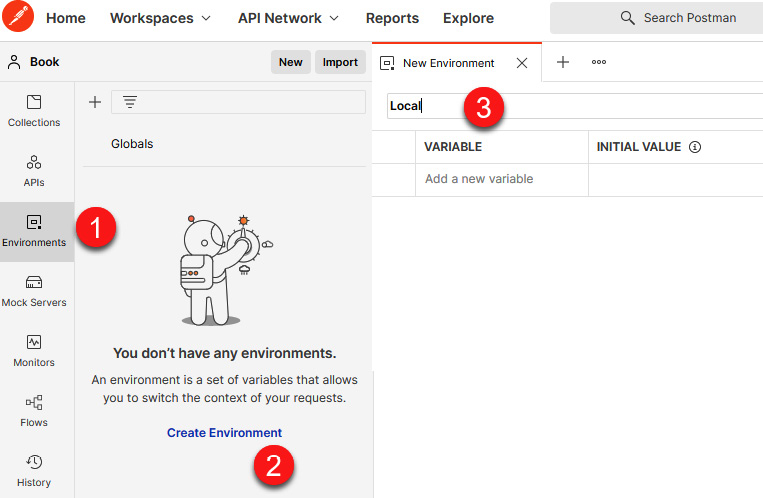 Home Workspaces API Network Reports Explore Search Postman
Book New Import
New Environment
Collections
APIs
Environments
Mock Servers
Monitors
Flows
History
Globals
1
You don't have any environments.
An environment is a set of variables that allows
you to switch the context of your requests.
Create Environment
2
Local
3
VARIABLE INITIAL VALUE
Add a new variable